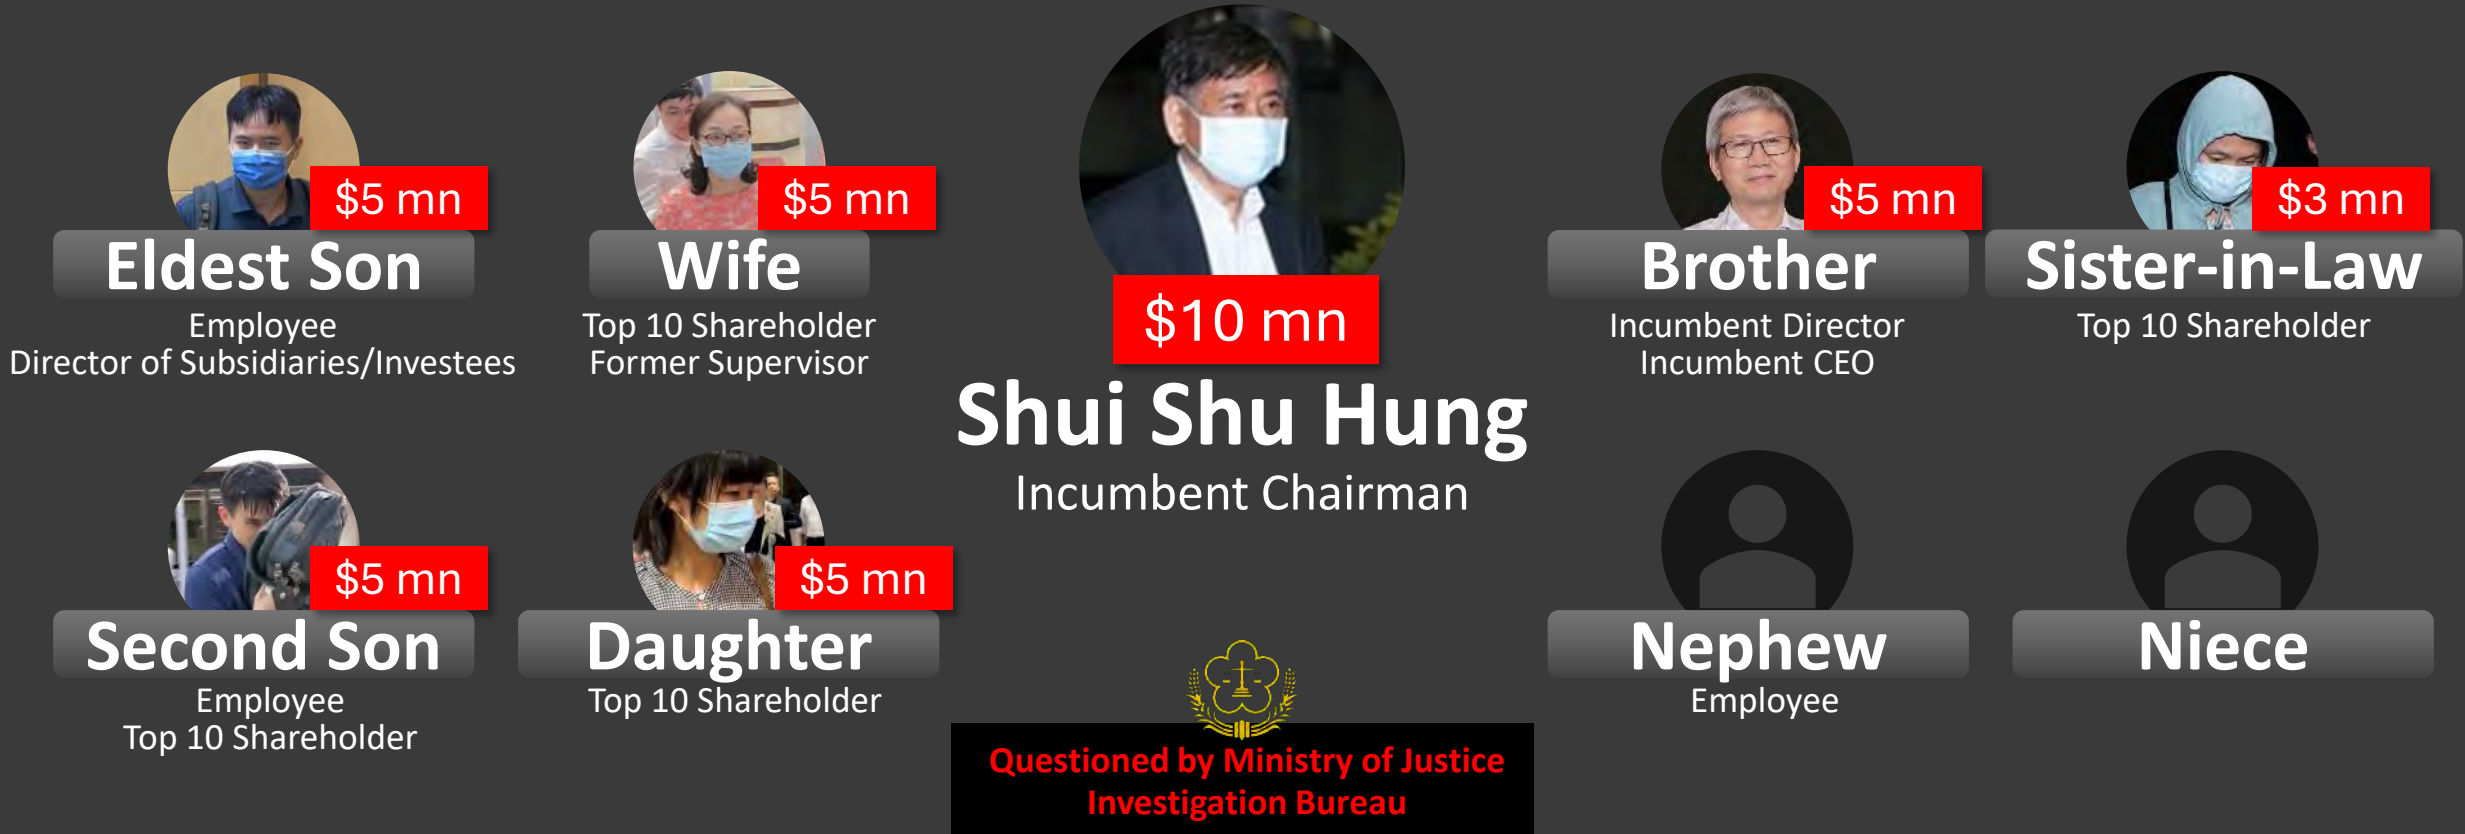 $5 mn
Eldest Son
Employee
Director of Subsidiaries/Investees
$5 mn
Wife
Top 10 Shareholder
Former Supervisor
$10 mn
Shui Shu Hung
Incumbent Chairman
$5 mn
Brother
Incumbent Director
Incumbent CEO
$3 mn
Sister-in-Law
Top 10 Shareholder
$5 mn
Second Son
Employee
Top 10 Shareholder
$5 mn
Daughter
Top 10 Shareholder
Questioned by Ministry of Justice
Investigation Bureau
Nephew
Employee
Niece